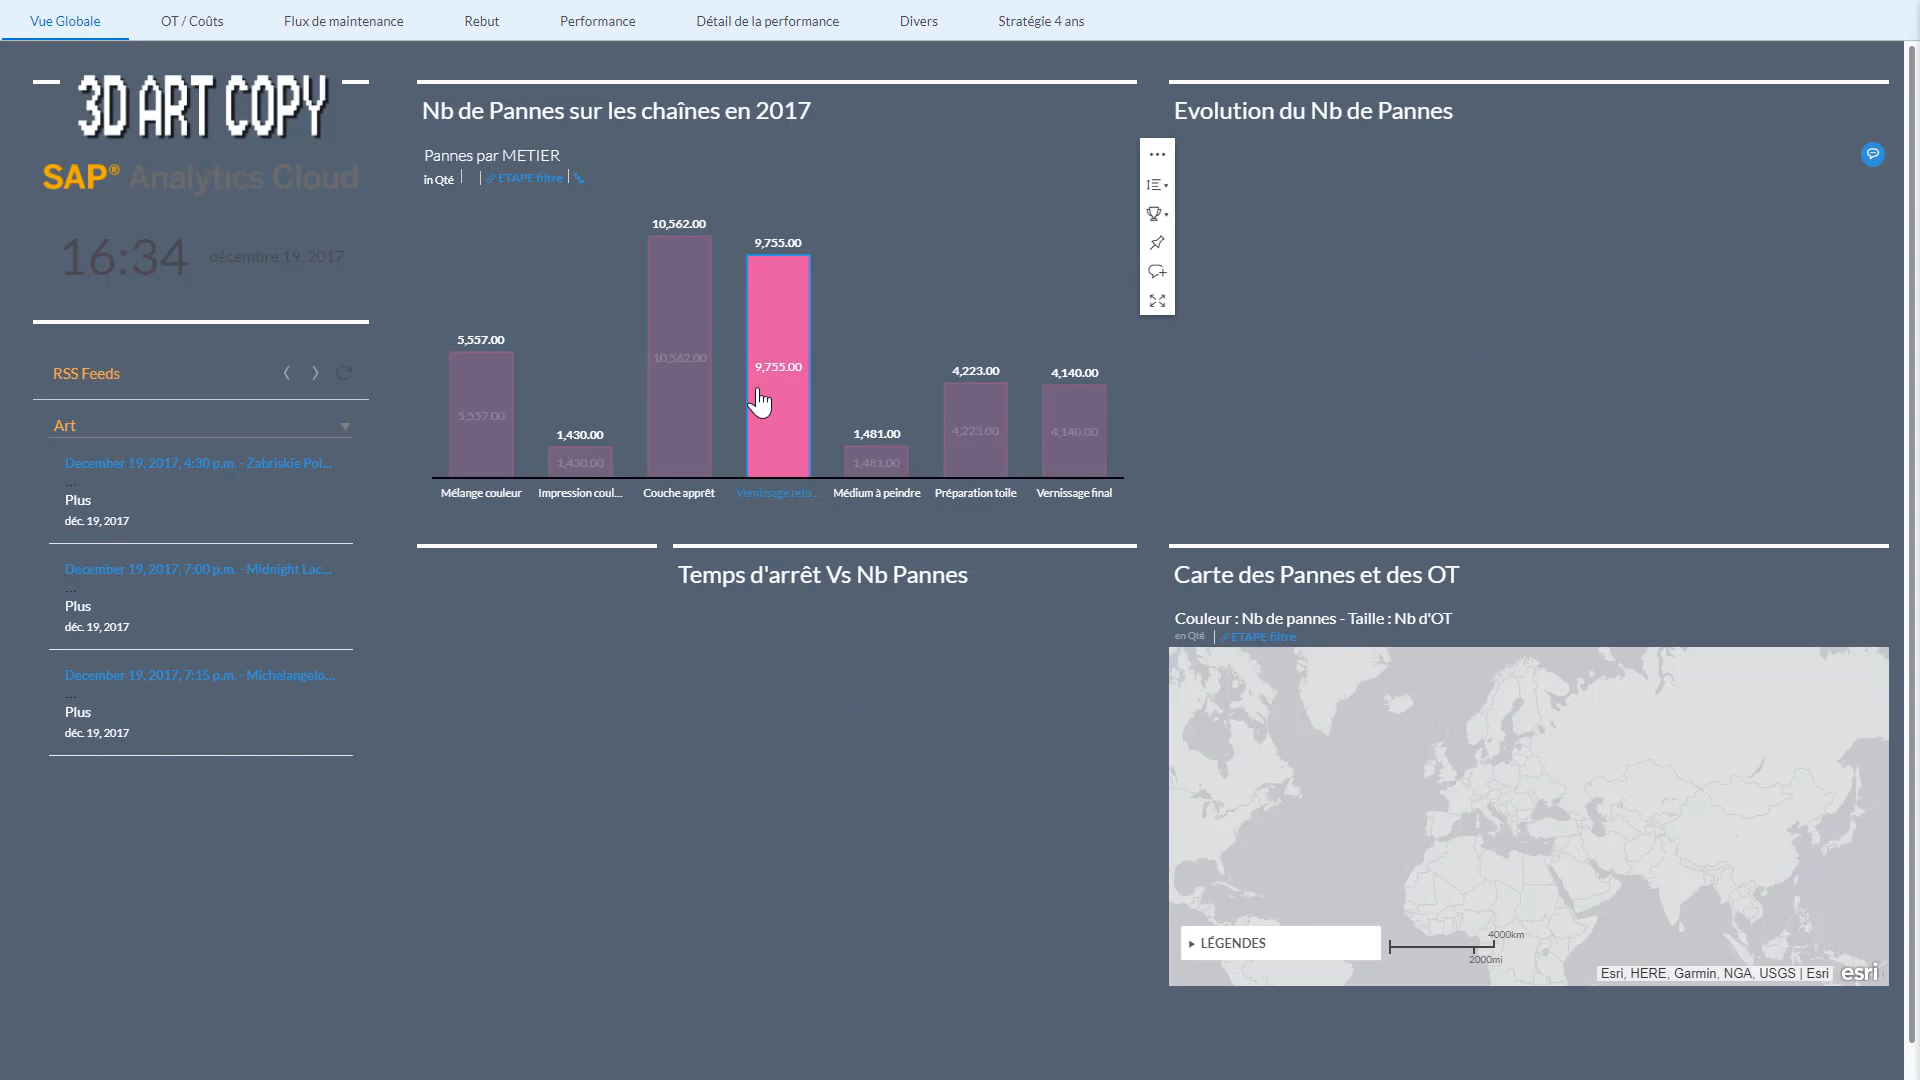 Vue Globale
OT / Coûts
Flux de maintenance
Rebut
Performance
Détail de la performance
Divers
Stratégie 4 ans
3D ART COPY
SAP® Analytics Cloud
16:34
décembre 19, 2017
RSS Feeds
Art
December 19, 2017, 4:30 p.m. - Zabriskie Poi...
...
Plus
déc. 19, 2017
December 19, 2017, 7:00 p.m. - Midnight Lac...
...
Plus
déc. 19, 2017
December 19, 2017, 7:15 p.m. - Michelangelo...
...
Plus
déc. 19, 2017
Nb de Pannes sur les chaînes en 2017
Pannes par METIER
in Qté
ETAPE filtre
5,557.00
1,430.00
10,562.00
9,755.00
1,481.00
4,223.00
4,140.00
5,557.00
1,430.00
10,562.00
9,755.00
1,481.00
4,223.00
4,140.00
Mélange couleur
Impression coul...
Couche apprêt
Vernissage reto...
Médium à peindre
Préparation toile
Vernissage final
Evolution du Nb de Pannes
Temps d'arrêt Vs Nb Pannes
Carte des Pannes et des OT
Couleur : Nb de pannes - Taille : Nb d'OT
en Qté
ETAPE filtre
LÉGENDES
4000km
2000mi
Esri, HERE, Garmin, NGA, USGS | Esri
esri